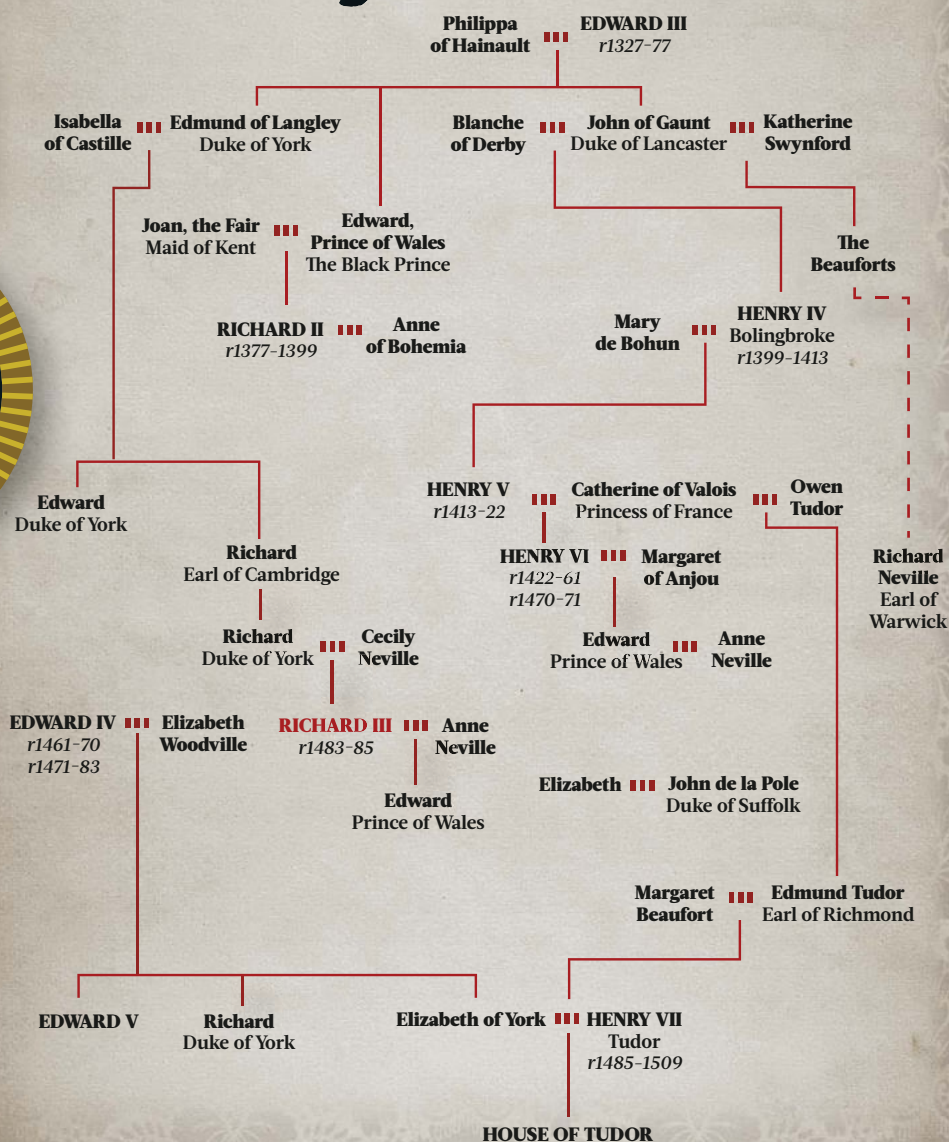 Philippa
of Hainault
EDWARD III
r1327-77
Isabella
of Castille
Edmund of Langley
Duke of York
Blanche
of Derby
John of Gaunt
Duke of Lancaster
Katherine
Swynford
Joan, the Fair
Maid of Kent
Edward,
Prince of Wales
The Black Prince
The
Beauforts
RICHARD II
r1377-1399
Anne
of Bohemia
Mary
de Bohun
HENRY IV
Bolingbroke
r1399-1413
Edward
Duke of York
HENRY V
r1413-22
Catherine of Valois
Princess of France
Owen
Tudor
Richard
Earl of Cambridge
HENRY VI
r1422-61
r1470-71
Margaret
of Anjou
Richard
Neville
Earl of
Warwick
Richard
Duke of York
Cecily
Neville
Edward
Prince of Wales
Anne
Neville
EDWARD IV
r1461-70
r1471-83
Elizabeth
Woodville
RICHARD III
r1483-85
Anne
Neville
Edward
Prince of Wales
Elizabeth
John de la Pole
Duke of Suffolk
Margaret
Beaufort
Edmund Tudor
Earl of Richmond
EDWARD V
Richard
Duke of York
Elizabeth of York
HENRY VII
Tudor
r1485-1509
HOUSE OF TUDOR